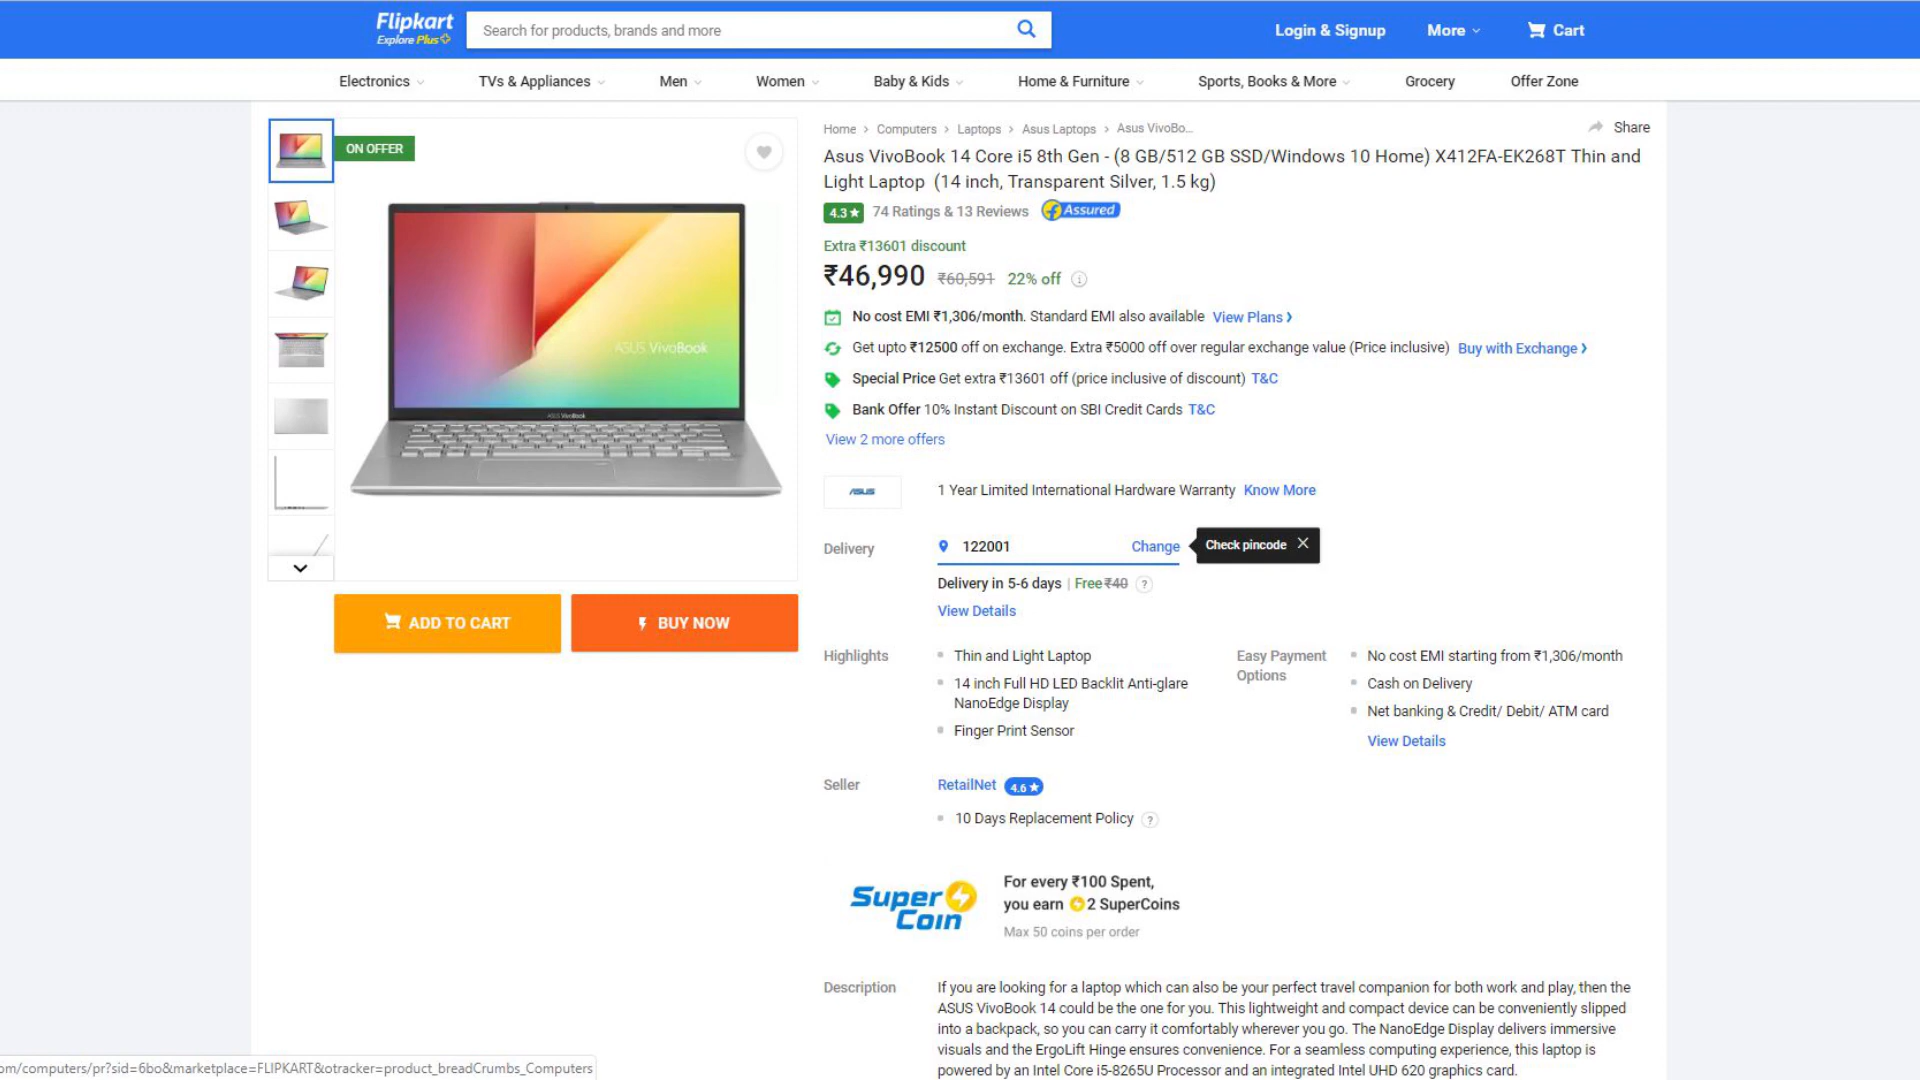 Flipkart
Explore Plus
Search for products, brands and more
Login & Signup
More
Cart
Electronics
TVs & Appliances
Men
Women
Baby & Kids
Home & Furniture
Sports, Books & More
Grocery
Offer Zone
ON OFFER
ASUS VivoBook
ASUS VivoBook
ADD TO CART
BUY NOW
Home > Computers > Laptops > Asus Laptops > Asus VivoBo...
Share
Asus VivoBook 14 Core i5 8th Gen - (8 GB/512 GB SSD/Windows 10 Home) X412FA-EK268T Thin and
Light Laptop (14 inch, Transparent Silver, 1.5 kg)
4.3★ 74 Ratings & 13 Reviews f Assured
Extra ₹13601 discount
₹46,990 ₹60,591 22% off i
No cost EMI ₹1,306/month. Standard EMI also available View Plans ›
Get upto ₹12500 off on exchange. Extra ₹5000 off over regular exchange value (Price inclusive) Buy with Exchange ›
Special Price Get extra ₹13601 off (price inclusive of discount) T&C
Bank Offer 10% Instant Discount on SBI Credit Cards T&C
View 2 more offers
ASUS
1 Year Limited International Hardware Warranty Know More
Delivery
122001
Change
Check pincode ✕
Delivery in 5-6 days | Free ₹40 ?
View Details
Highlights
• Thin and Light Laptop
• 14 inch Full HD LED Backlit Anti-glare
NanoEdge Display
• Finger Print Sensor
Easy Payment
Options
• No cost EMI starting from ₹1,306/month
• Cash on Delivery
• Net banking & Credit/ Debit/ ATM card
View Details
Seller
RetailNet 4.6★
• 10 Days Replacement Policy ?
Super
Coin
For every ₹100 Spent,
you earn 2 SuperCoins
Max 50 coins per order
Description
If you are looking for a laptop which can also be your perfect travel companion for both work and play, then the
ASUS VivoBook 14 could be the one for you. This lightweight and compact device can be conveniently slipped
into a backpack, so you can carry it comfortably wherever you go. The NanoEdge Display delivers immersive
visuals and the ErgoLift Hinge ensures convenience. For a seamless computing experience, this laptop is
powered by an Intel Core i5-8265U Processor and an integrated Intel UHD 620 graphics card.
om/computers/pr?sid=6bo&marketplace=FLIPKART&otracker=product_breadCrumbs_Computers